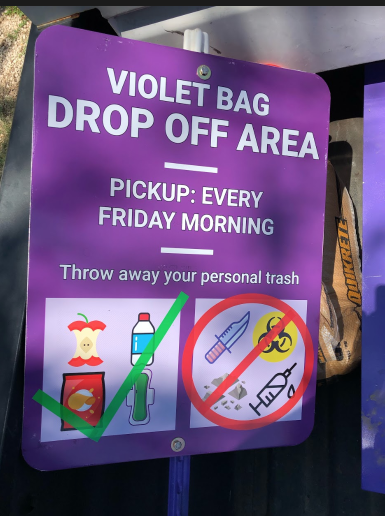 VIOLET BAG
DROP OFF AREA
PICKUP: EVERY
FRIDAY MORNING
Throw away your personal trash
QUIKRETE